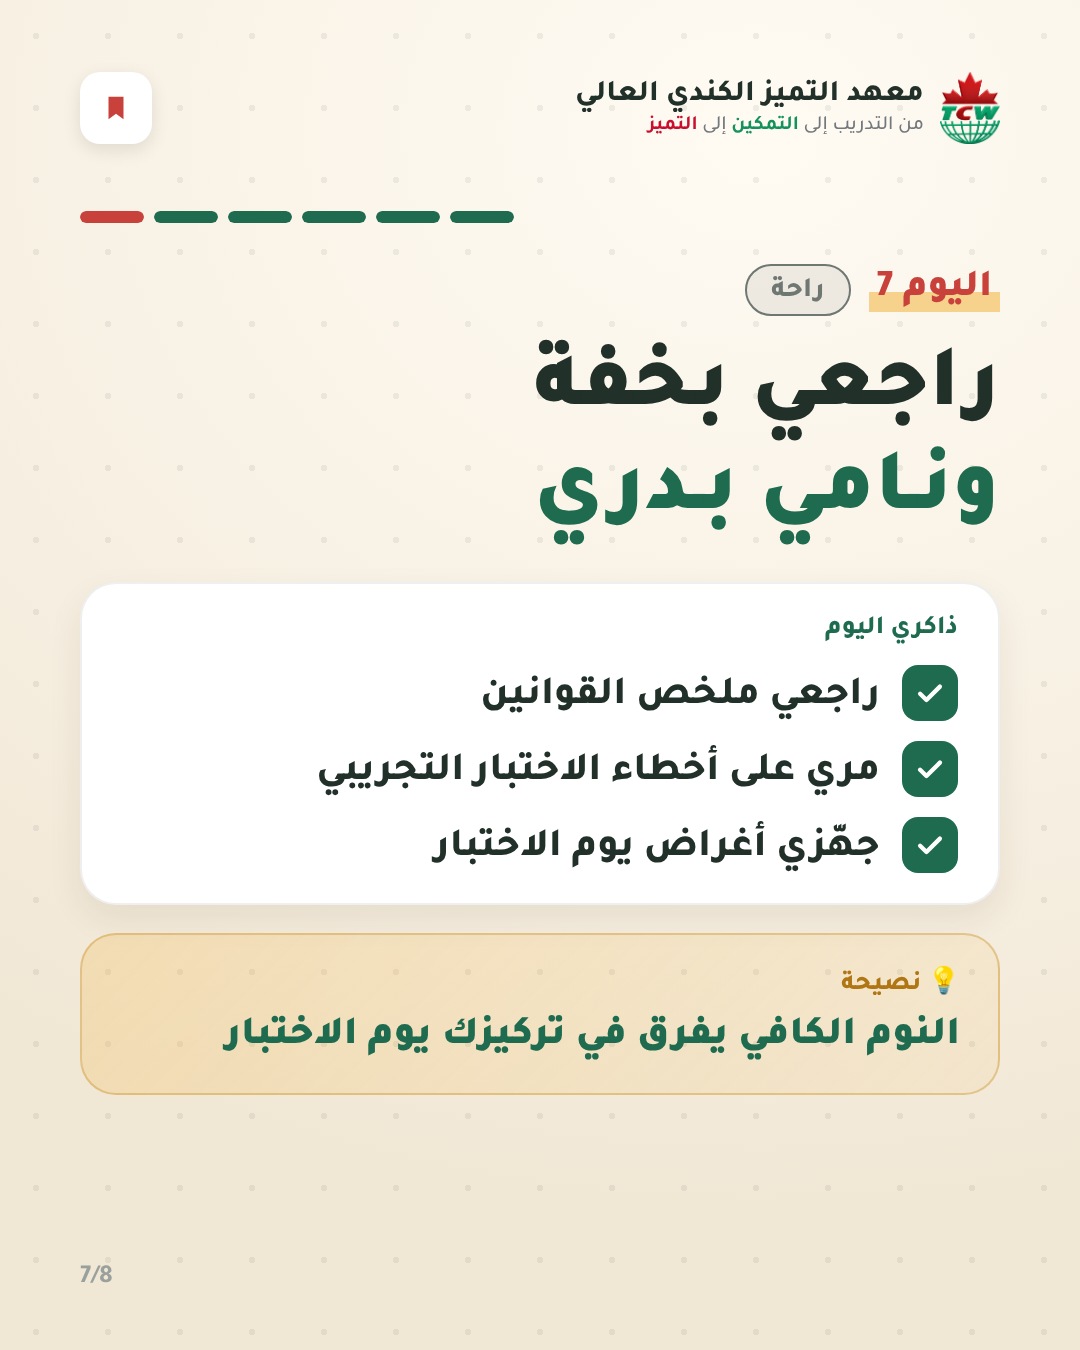 معهد التميز الكندي العالي
من التدريب إلى التمكين إلى التميز
TCW
اليوم 7
راحة
راجعي بخفة
ونامي بدري
ذاكري اليوم
راجعي ملخص القوانين
مري على أخطاء الاختبار التجريبي
جهّزي أغراض يوم الاختبار
نصيحة
النوم الكافي يفرق في تركيزك يوم الاختبار
7/8